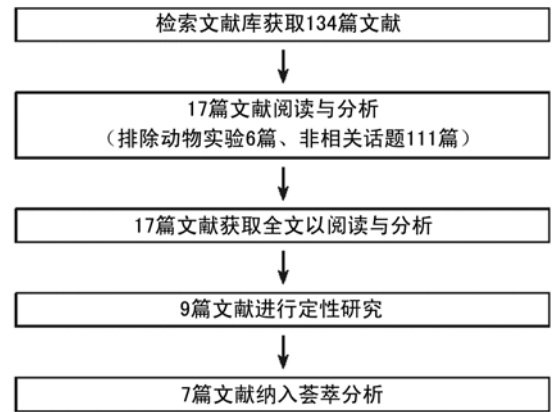 检索文献库获取134篇文献
17篇文献阅读与分析
（排除动物实验6篇、非相关话题111篇）
17篇文献获取全文以阅读与分析
9篇文献进行定性研究
7篇文献纳入荟萃分析